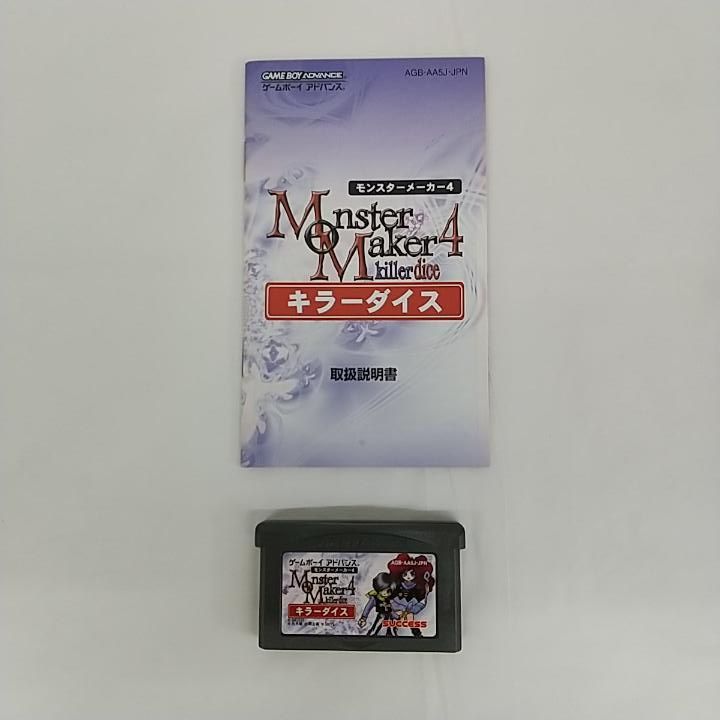 GAME BOY ADVANCE
ゲームボーイ アドバンス
AGB-AA5J-JPN
モンスターメーカー4
Monster
Maker 4
killer dice
キラーダイス
取扱説明書
ゲームボーイ アドバンス
AGB-AA5J-JPN
モンスターメーカー4
Monster
Maker 4
killer dice
キラーダイス
SUCCESS